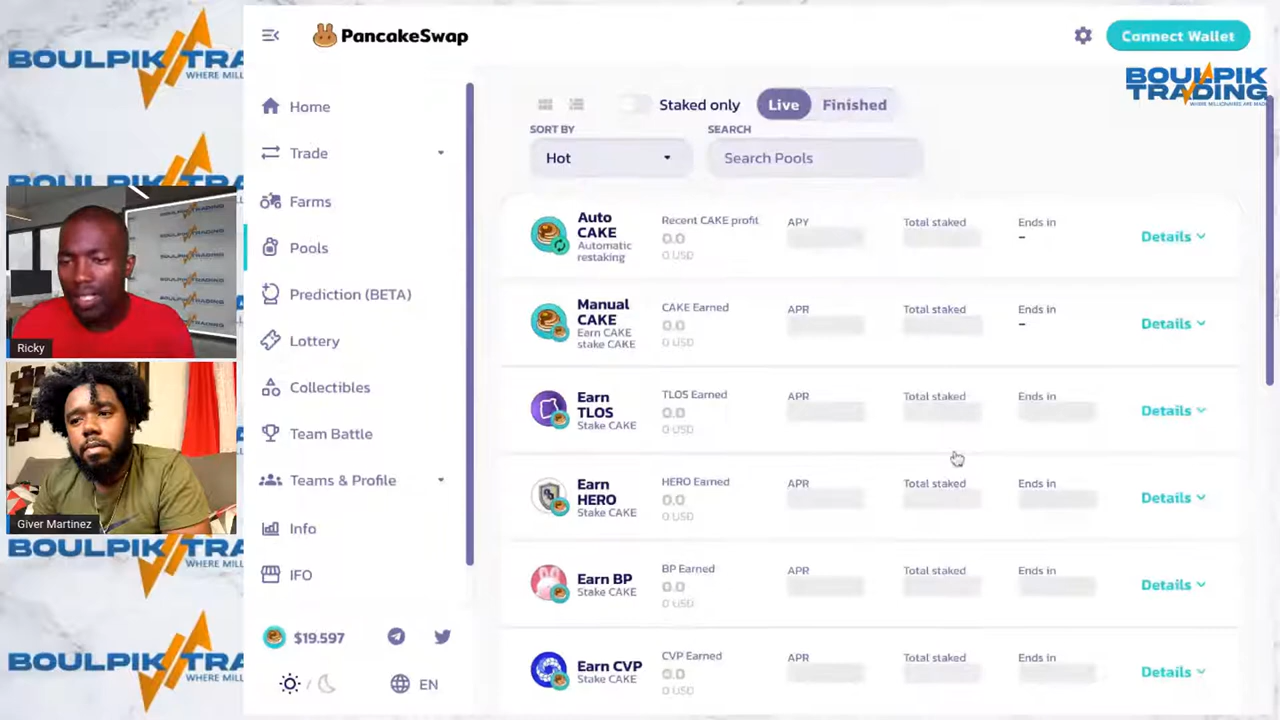 BOULPIK TRA
WHERE MILL
BOULPIK TRA
Ricky
Giver Martinez
BOULPIK TRA
WHERE MILL
BOULPIK TRA
WHERE MILL
PancakeSwap
Connect Wallet
BOULPIK
TRADING
WHERE MILLIONAIRES ARE MADE
Home
Trade
Farms
Pools
Prediction (BETA)
Lottery
Collectibles
Team Battle
Teams & Profile
Info
IFO
$19.597
EN
Staked only
Live
Finished
SORT BY
Hot
SEARCH
Search Pools
Auto
CAKE
Automatic
restaking
Recent CAKE profit
0.0
0 USD
APY
Total staked
Ends in
-
Details
Manual
CAKE
Earn CAKE
stake CAKE
CAKE Earned
0.0
0 USD
APR
Total staked
Ends in
-
Details
Earn
TLOS
Stake CAKE
TLOS Earned
0.0
0 USD
APR
Total staked
Ends in
Details
Earn
HERO
Stake CAKE
HERO Earned
0.0
0 USD
APR
Total staked
Ends in
Details
Earn BP
Stake CAKE
BP Earned
0.0
0 USD
APR
Total staked
Ends in
Details
Earn CVP
Stake CAKE
CVP Earned
0.0
0 USD
APR
Total staked
Ends in
Details